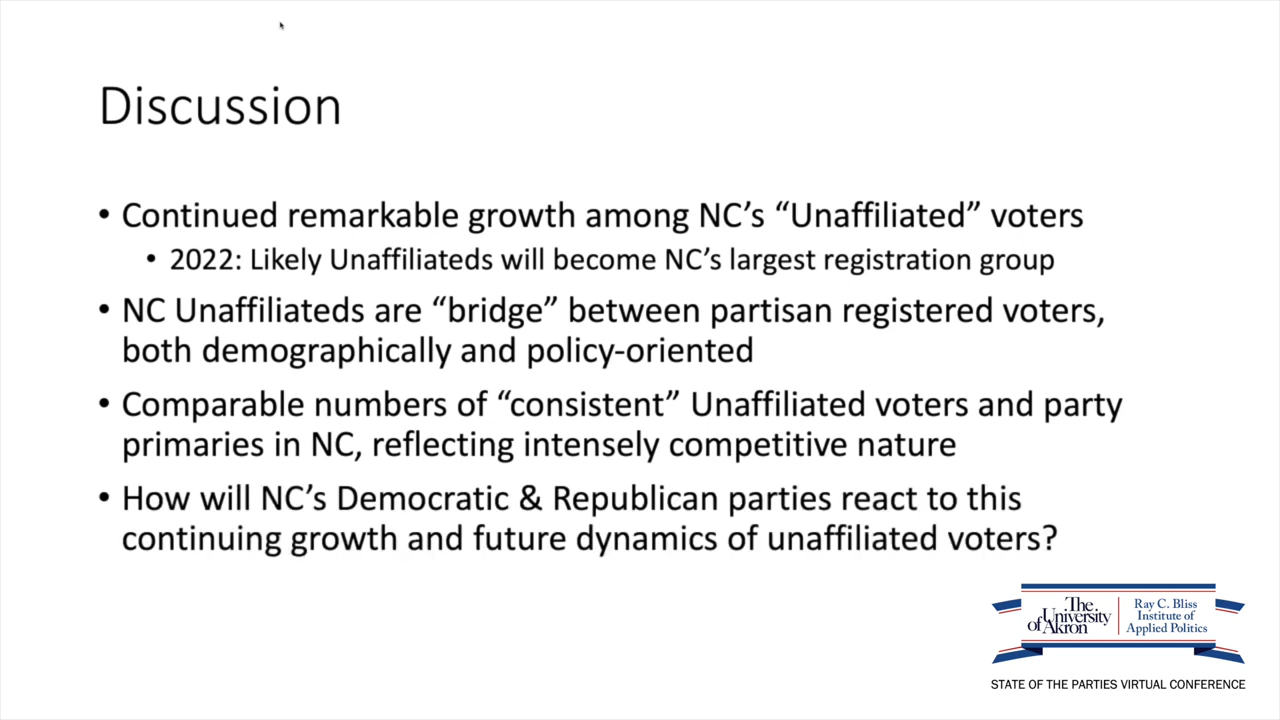 Discussion
• Continued remarkable growth among NC’s “Unaffiliated” voters
• 2022: Likely Unaffiliateds will become NC’s largest registration group
• NC Unaffiliateds are “bridge” between partisan registered voters,
both demographically and policy-oriented
• Comparable numbers of “consistent” Unaffiliated voters and party
primaries in NC, reflecting intensely competitive nature
• How will NC’s Democratic & Republican parties react to this
continuing growth and future dynamics of unaffiliated voters?
The
University
of Akron
Ray C. Bliss
Institute of
Applied Politics
STATE OF THE PARTIES VIRTUAL CONFERENCE